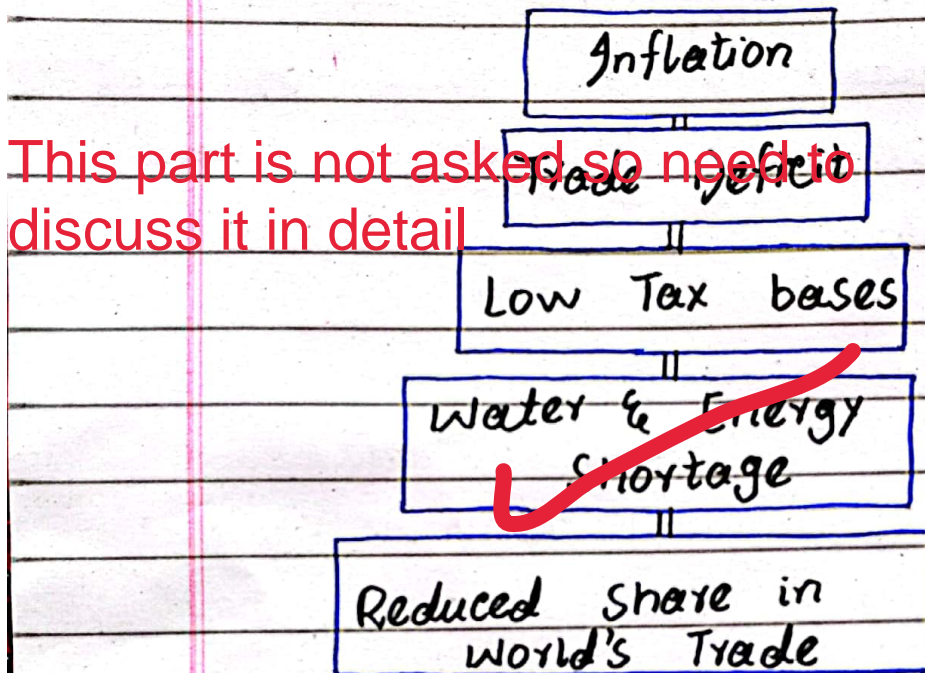 Inflation
This part is not asked so need to
discuss it in detail
Trade Deficit
Low Tax bases
Water & Energy
Shortage
Reduced share in
world's Trade